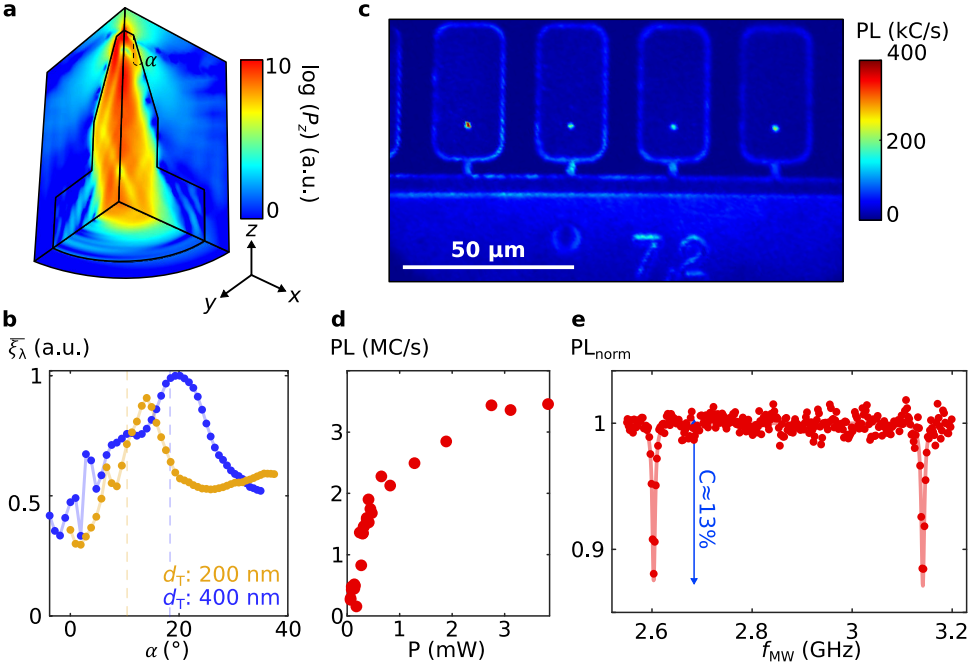 a
α
10
0
log (P_z) (a.u.)
z
y
x
c
PL (kC/s)
400
200
0
50 μm
72
b
ξ̅_λ (a.u.)
1
0.5
0
d_T: 200 nm
d_T: 400 nm
0
20
40
α (°)
d
PL (MC/s)
3
2
1
0
0
1
2
3
P (mW)
e
PL_norm
1
0.9
C≈13%
2.6
2.8
3
3.2
f_MW (GHz)